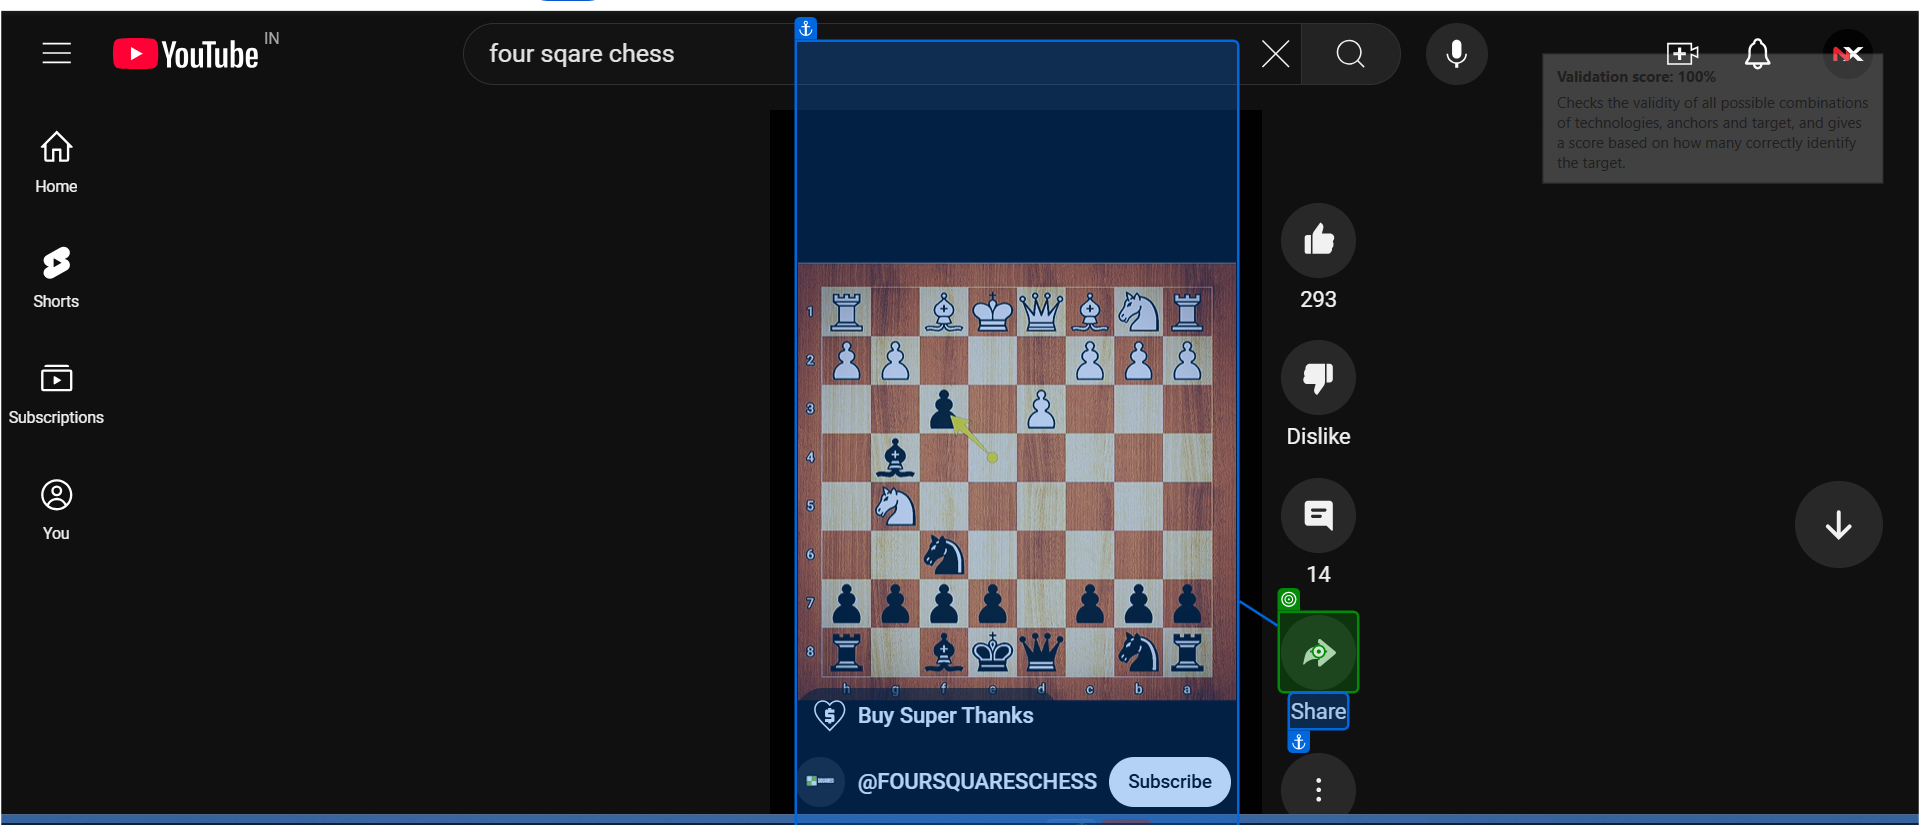 YouTube IN
four sqare chess
Validation score: 100%
Checks the validity of all possible combinations
of technologies, anchors and target, and gives
a score based on how many correctly identify
the target.
Home
Shorts
Subscriptions
You
1
2
3
4
5
6
7
8
h g f e d c b a
Buy Super Thanks
@FOURSQUARESCHESS
Subscribe
293
Dislike
14
Share